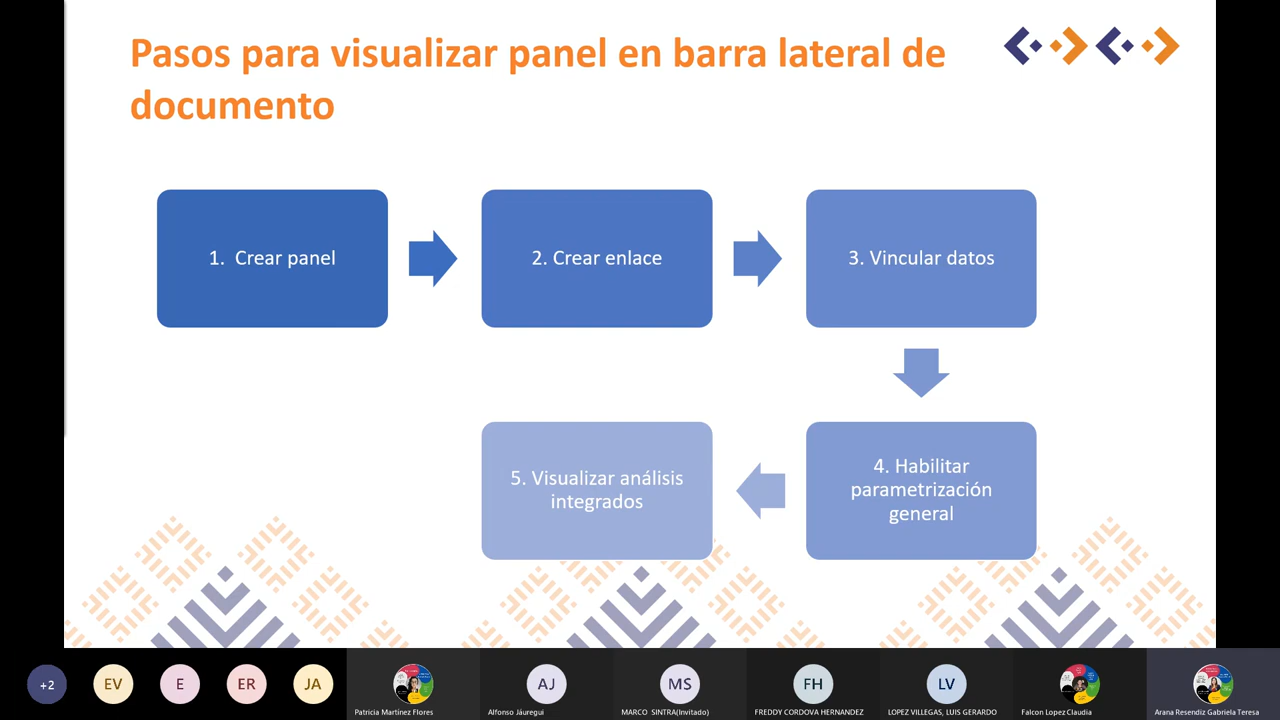 Pasos para visualizar panel en barra lateral de
documento
1. Crear panel
2. Crear enlace
3. Vincular datos
4. Habilitar
parametrización
general
5. Visualizar análisis
integrados
+2
EV
E
ER
JA
Patricia Martínez Flores
AJ
Alfonso Jáuregui
MS
MARCO SINTRA(Invitado)
FH
FREDDY CORDOVA HERNANDEZ
LV
LOPEZ VILLEGAS, LUIS GERARDO
Falcon Lopez Claudia
Arana Resendiz Gabriela Teresa